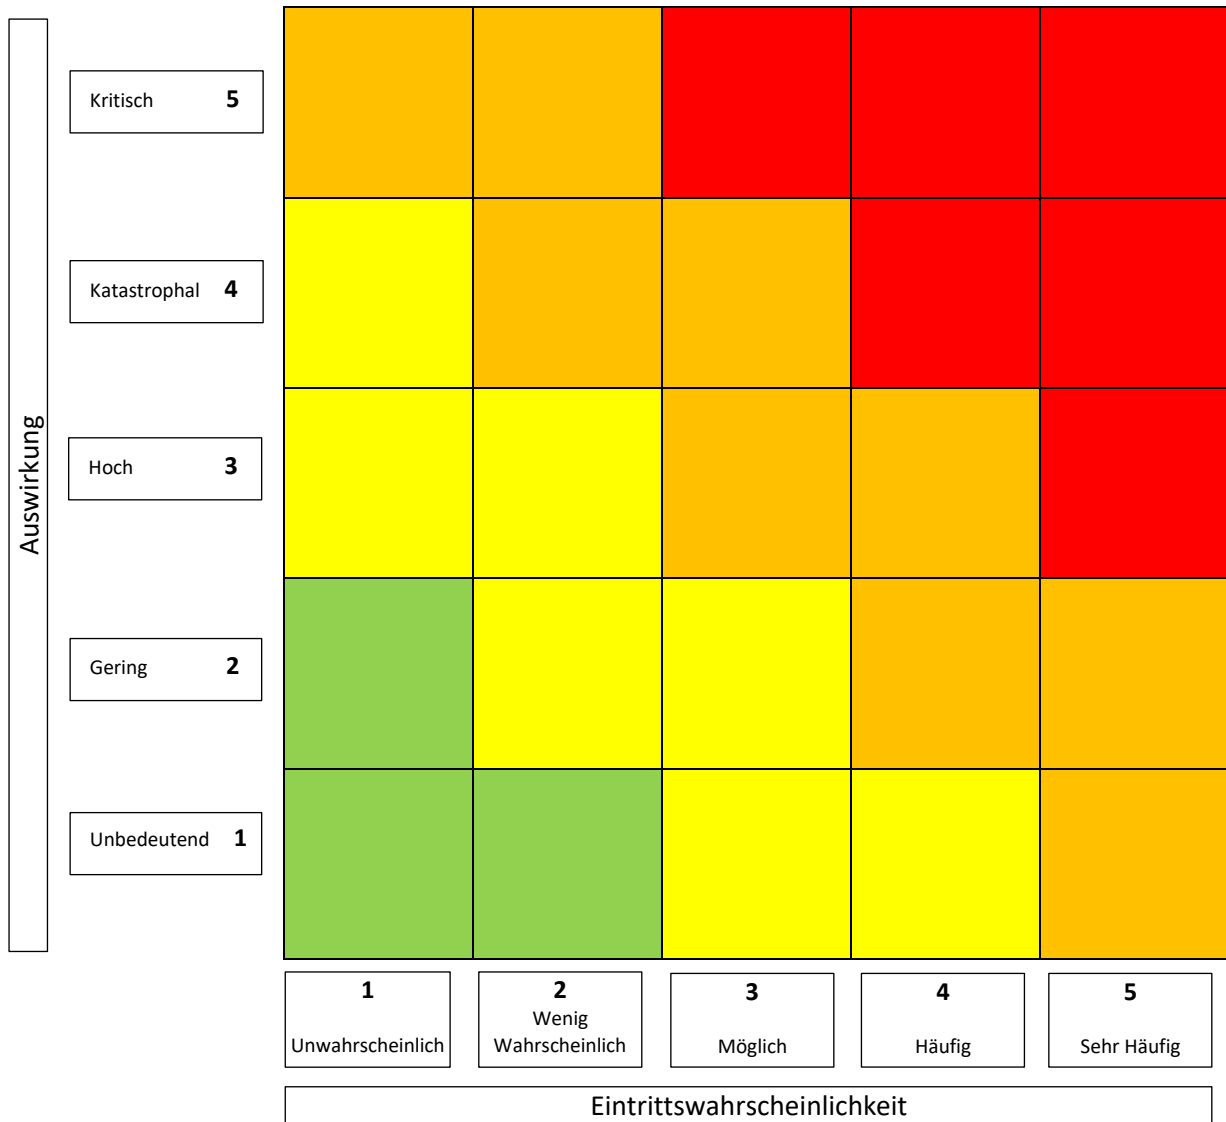 Auswirkung
Kritisch 5
Katastrophal 4
Hoch 3
Gering 2
Unbedeutend 1
1
Unwahrscheinlich
2
Wenig
Wahrscheinlich
3
Möglich
4
Häufig
5
Sehr Häufig
Eintrittswahrscheinlichkeit